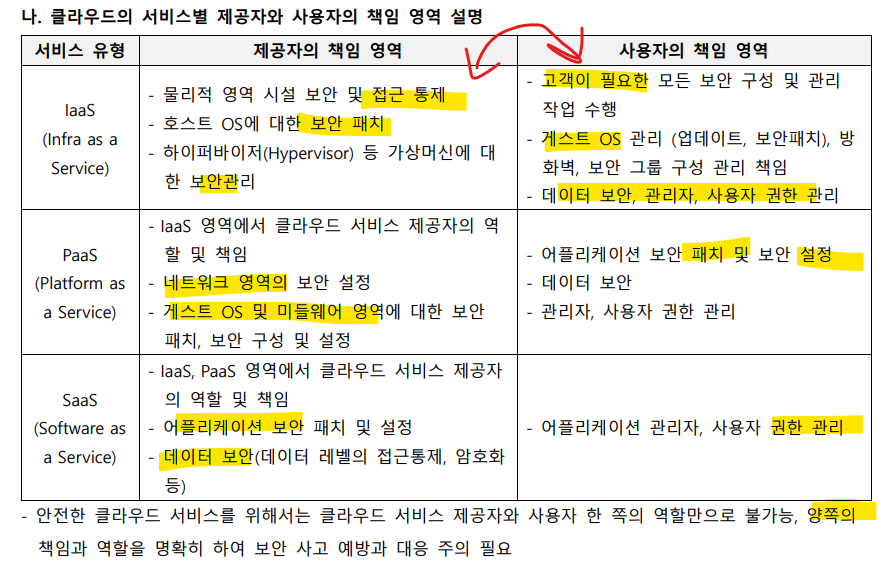 나. 클라우드의 서비스별 제공자와 사용자의 책임 영역 설명
서비스 유형
제공자의 책임 영역
사용자의 책임 영역
IaaS
(Infra as a
Service)
- 물리적 영역 시설 보안 및 접근 통제
- 호스트 OS에 대한 보안 패치
- 하이퍼바이저(Hypervisor) 등 가상머신에 대
한 보안관리
- 고객이 필요한 모든 보안 구성 및 관리
작업 수행
- 게스트 OS 관리 (업데이트, 보안패치), 방
화벽, 보안 그룹 구성 관리 책임
- 데이터 보안, 관리자, 사용자 권한 관리
PaaS
(Platform as
a Service)
- IaaS 영역에서 클라우드 서비스 제공자의 역
할 및 책임
- 네트워크 영역의 보안 설정
- 게스트 OS 및 미들웨어 영역에 대한 보안
패치, 보안 구성 및 설정
- 어플리케이션 보안 패치 및 보안 설정
- 데이터 보안
- 관리자, 사용자 권한 관리
SaaS
(Software as
a Service)
- IaaS, PaaS 영역에서 클라우드 서비스 제공자
의 역할 및 책임
- 어플리케이션 보안 패치 및 설정
- 데이터 보안(데이터 레벨의 접근통제, 암호화
등)
- 어플리케이션 관리자, 사용자 권한 관리
- 안전한 클라우드 서비스를 위해서는 클라우드 서비스 제공자와 사용자 한 쪽의 역할만으로 불가능, 양쪽의
책임과 역할을 명확히 하여 보안 사고 예방과 대응 주의 필요